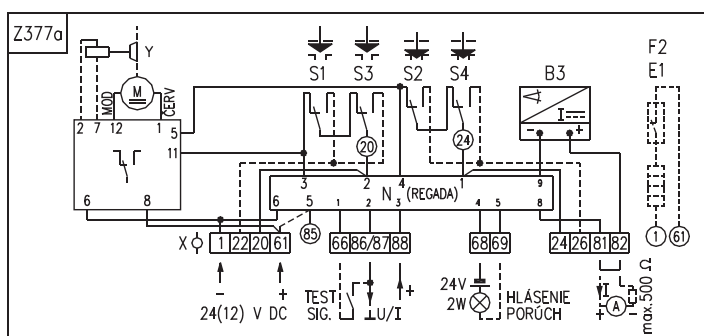 Z377a
Y
S1 S3 S2 S4 B3
F2
E1
M
MOD
ČERV
2 7 12 1
5
11
I
- +
20
24
3 2 4 1 9
N (REGADA)
6 8
6 5 1 2 3 4 5 8
X 1 22 20 61
85
66 86/87 88
68 69
24 26 81 82
1 61
- +
24(12) V DC
TEST
SIG.
U/I
+
24V
2W
HLÁSENIE
PORÚCH
I
A
+ -
max.500 Ω